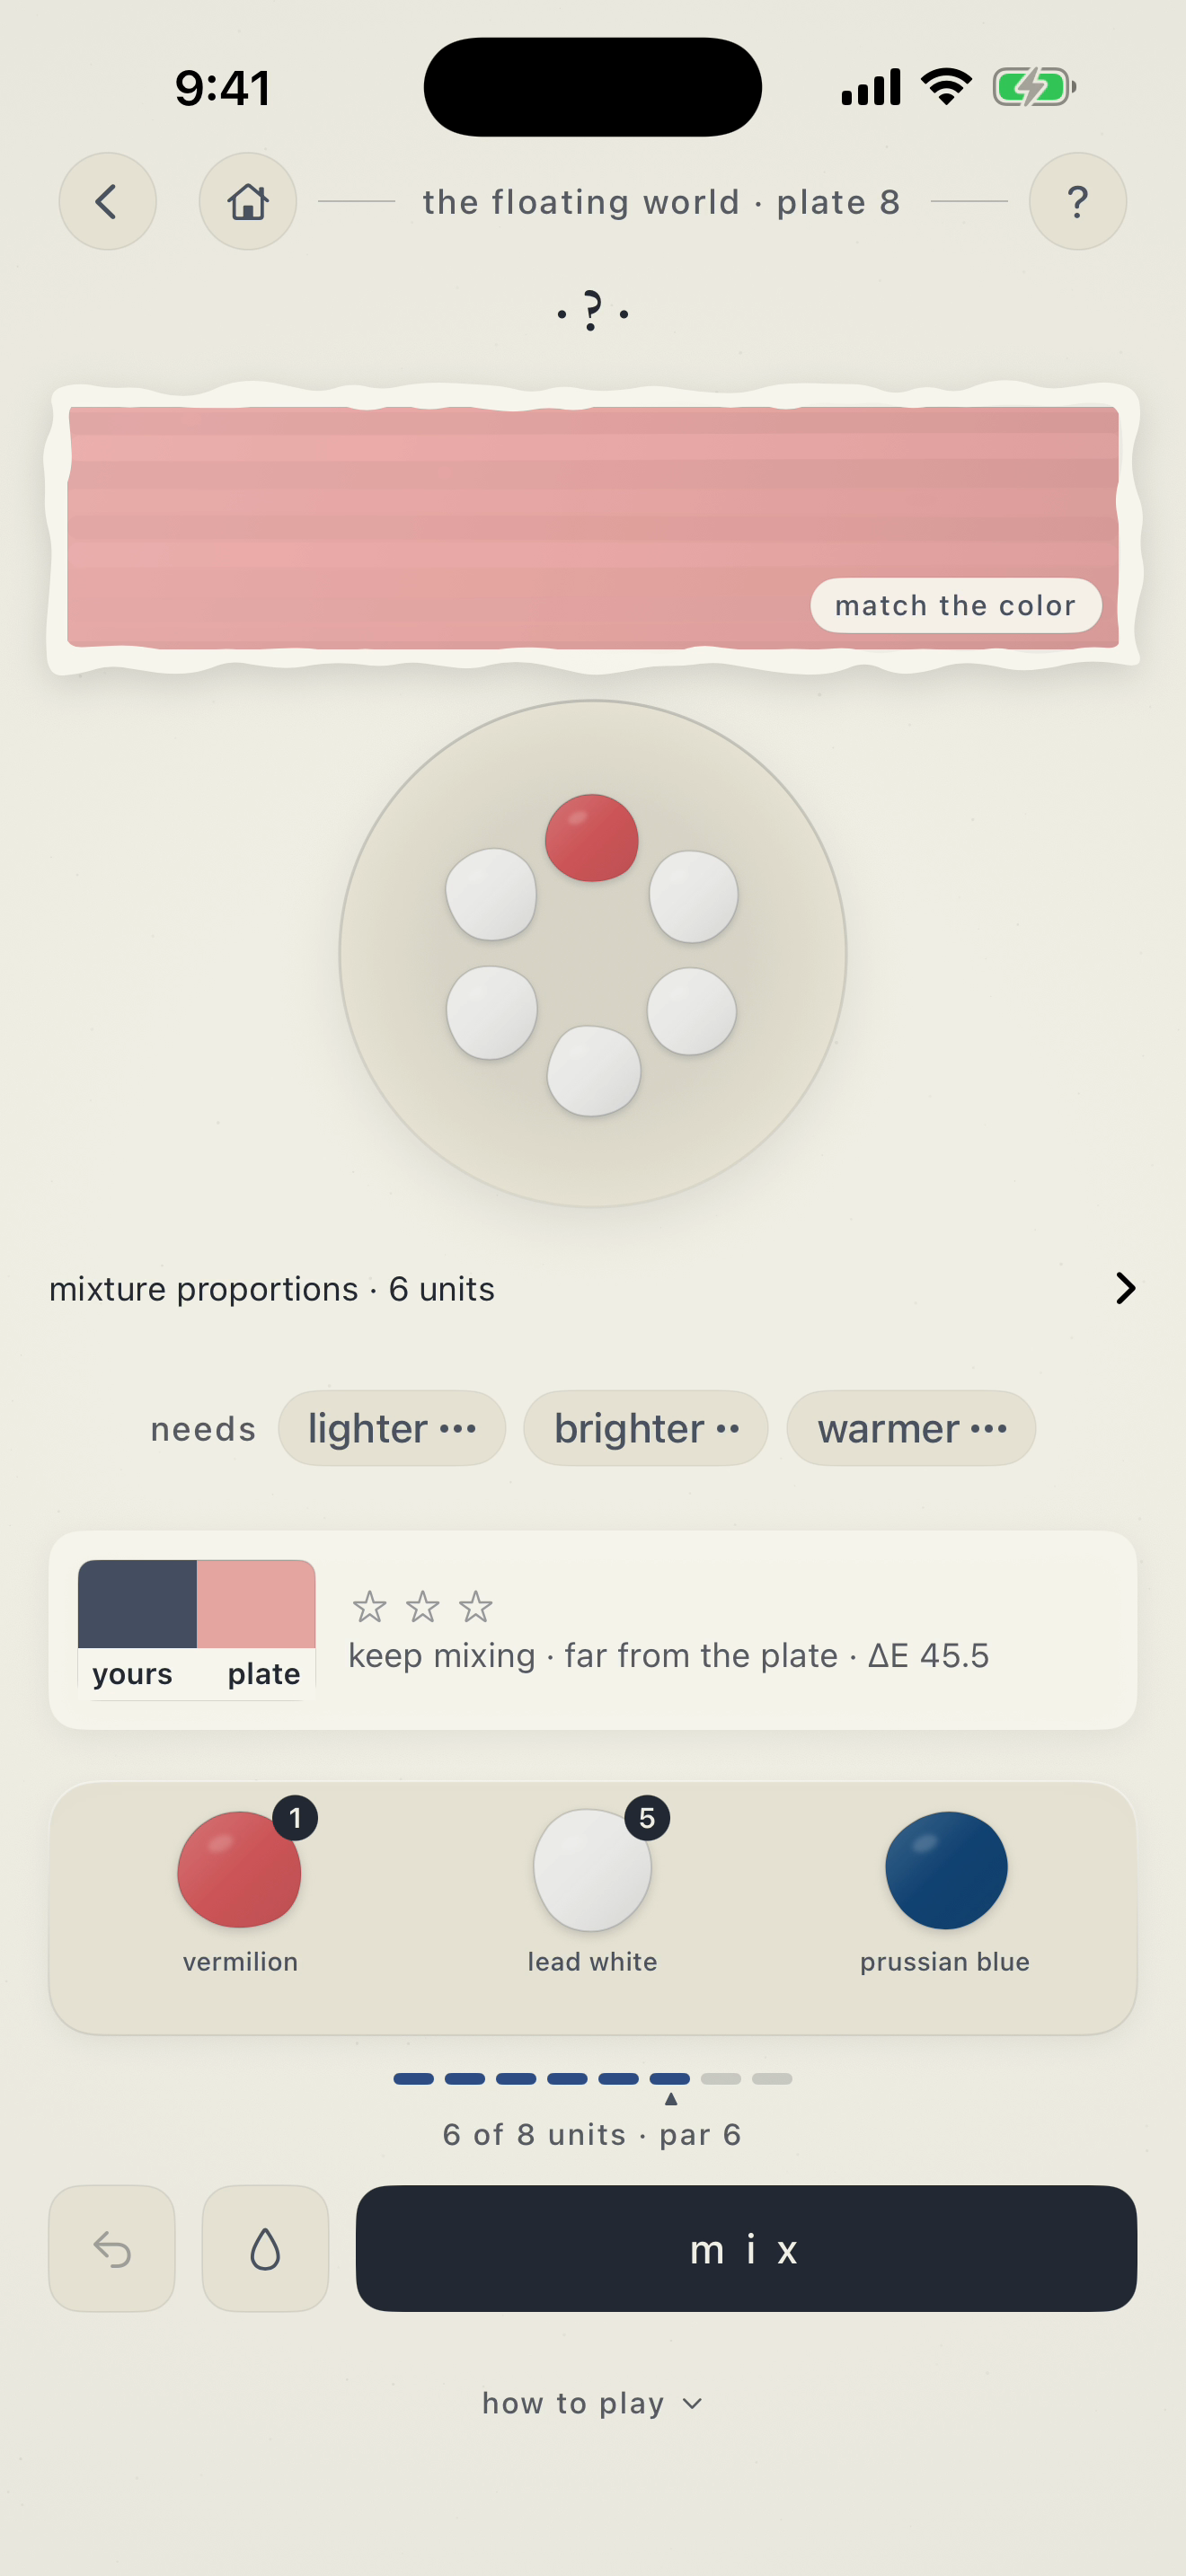 9:41
the floating world · plate 8
?
· ? ·
match the color
mixture proportions · 6 units
needs lighter ••• brighter •• warmer •••
keep mixing · far from the plate · ΔE 45.5
yours plate
1 5
vermilion lead white prussian blue
6 of 8 units · par 6
mix
how to play